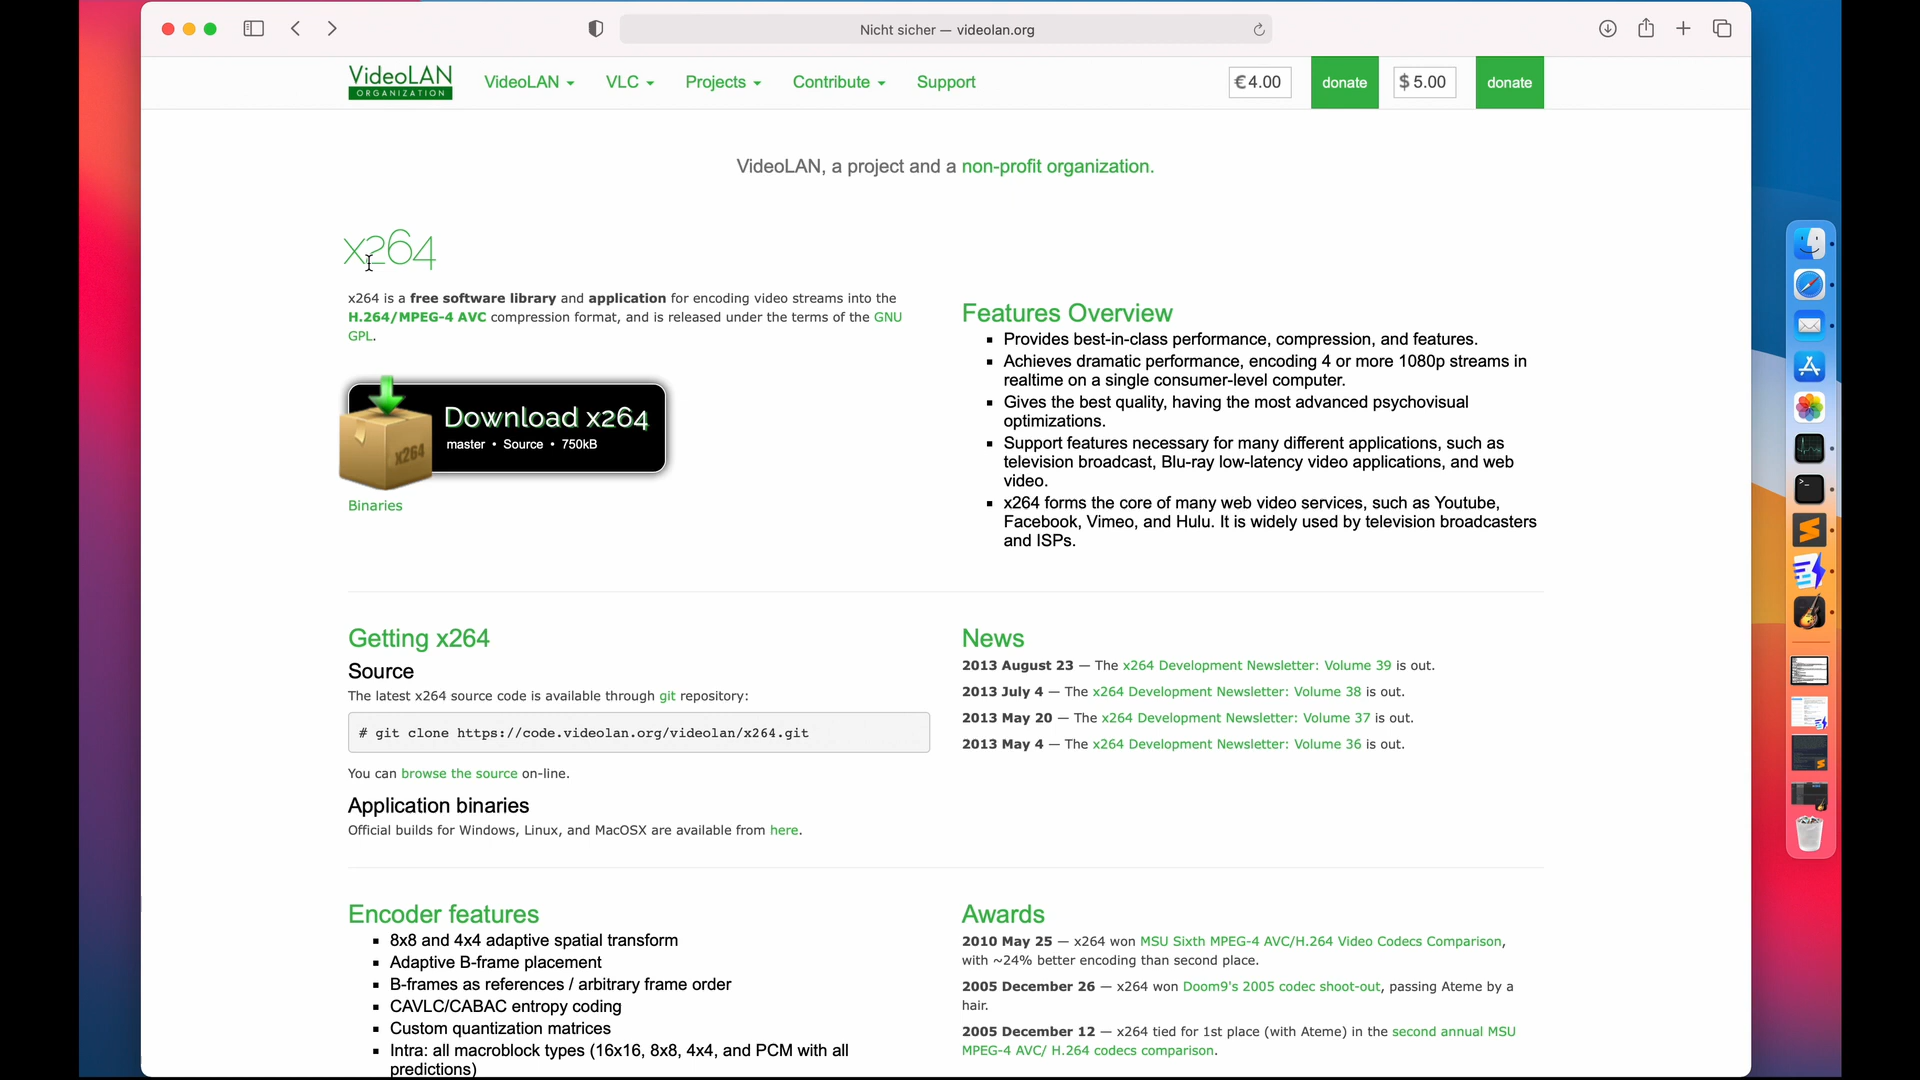 Nicht sicher — videolan.org
VideoLAN
ORGANIZATION
VideoLAN
VLC
Projects
Contribute
Support
€ 4.00
donate
$ 5.00
donate
VideoLAN, a project and a non-profit organization.
x264
x264 is a free software library and application for encoding video streams into the
H.264/MPEG-4 AVC compression format, and is released under the terms of the GNU
GPL.
x264
Download x264
master • Source • 750kB
Binaries
Features Overview
Provides best-in-class performance, compression, and features.
Achieves dramatic performance, encoding 4 or more 1080p streams in
realtime on a single consumer-level computer.
Gives the best quality, having the most advanced psychovisual
optimizations.
Support features necessary for many different applications, such as
television broadcast, Blu-ray low-latency video applications, and web
video.
x264 forms the core of many web video services, such as Youtube,
Facebook, Vimeo, and Hulu. It is widely used by television broadcasters
and ISPs.
Getting x264
Source
The latest x264 source code is available through git repository:
# git clone https://code.videolan.org/videolan/x264.git
You can browse the source on-line.
Application binaries
Official builds for Windows, Linux, and MacOSX are available from here.
News
2013 August 23 — The x264 Development Newsletter: Volume 39 is out.
2013 July 4 — The x264 Development Newsletter: Volume 38 is out.
2013 May 20 — The x264 Development Newsletter: Volume 37 is out.
2013 May 4 — The x264 Development Newsletter: Volume 36 is out.
Encoder features
8x8 and 4x4 adaptive spatial transform
Adaptive B-frame placement
B-frames as references / arbitrary frame order
CAVLC/CABAC entropy coding
Custom quantization matrices
Intra: all macroblock types (16x16, 8x8, 4x4, and PCM with all
predictions)
Awards
2010 May 25 — x264 won MSU Sixth MPEG-4 AVC/H.264 Video Codecs Comparison,
with ~24% better encoding than second place.
2005 December 26 — x264 won Doom9's 2005 codec shoot-out, passing Ateme by a
hair.
2005 December 12 — x264 tied for 1st place (with Ateme) in the second annual MSU
MPEG-4 AVC/ H.264 codecs comparison.